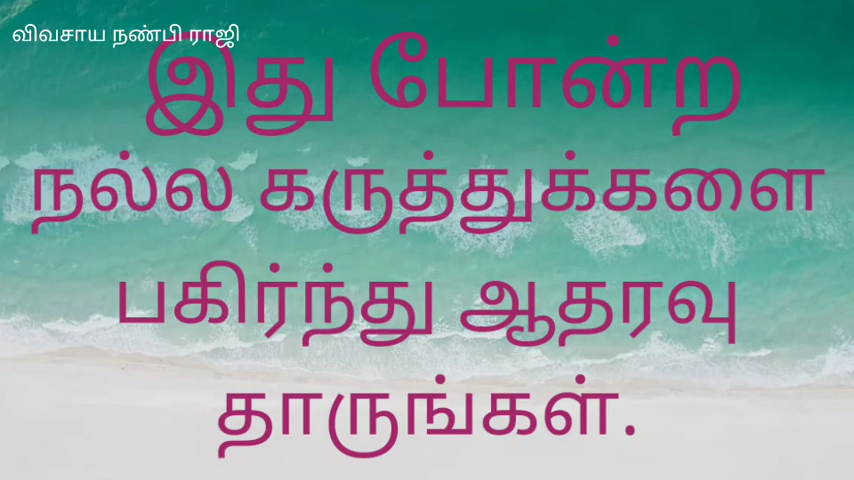 விவசாய நண்பி ராஜி
இது போன்ற
நல்ல கருத்துக்களை
பகிர்ந்து ஆதரவு
தாருங்கள்.